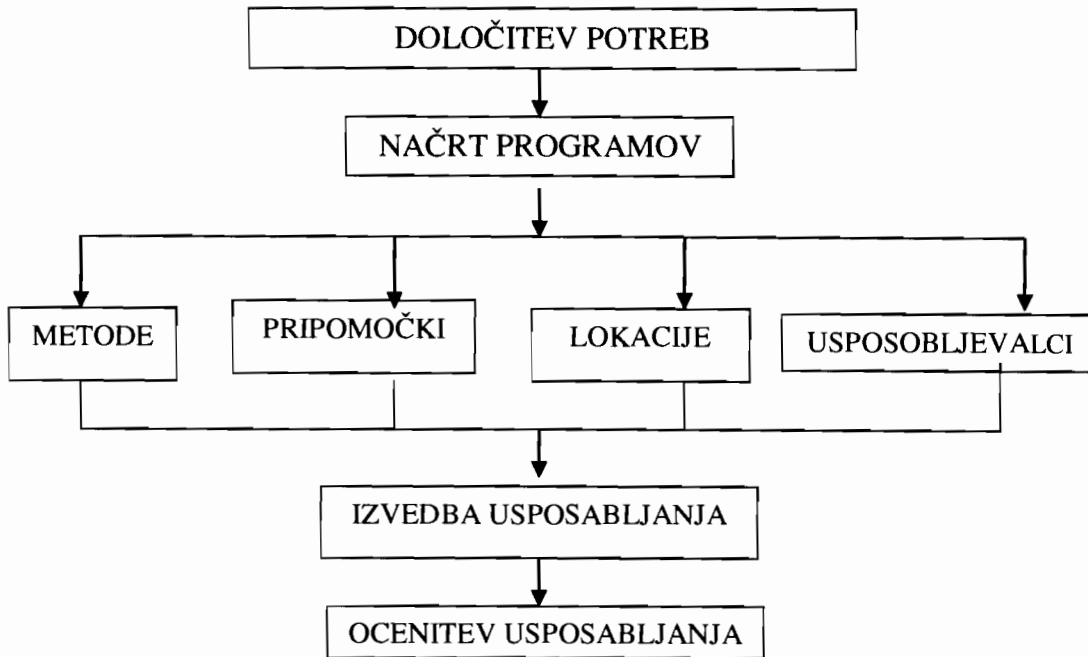 DOLOČITEV POTREB
NAČRT PROGRAMOV
METODE
PRIPOMOČKI
LOKACIJE
USPOSOBLJEVALCI
IZVEDBA USPOSABLJANJA
OCENITEV USPOSABLJANJA